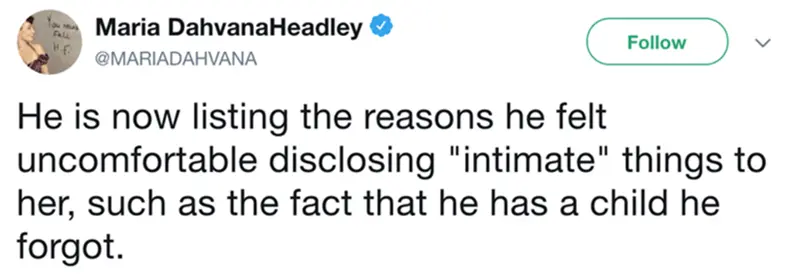 Maria DahvanaHeadley
@MARIADAHVANA
Follow
He is now listing the reasons he felt
uncomfortable disclosing "intimate" things to
her, such as the fact that he has a child he
forgot.